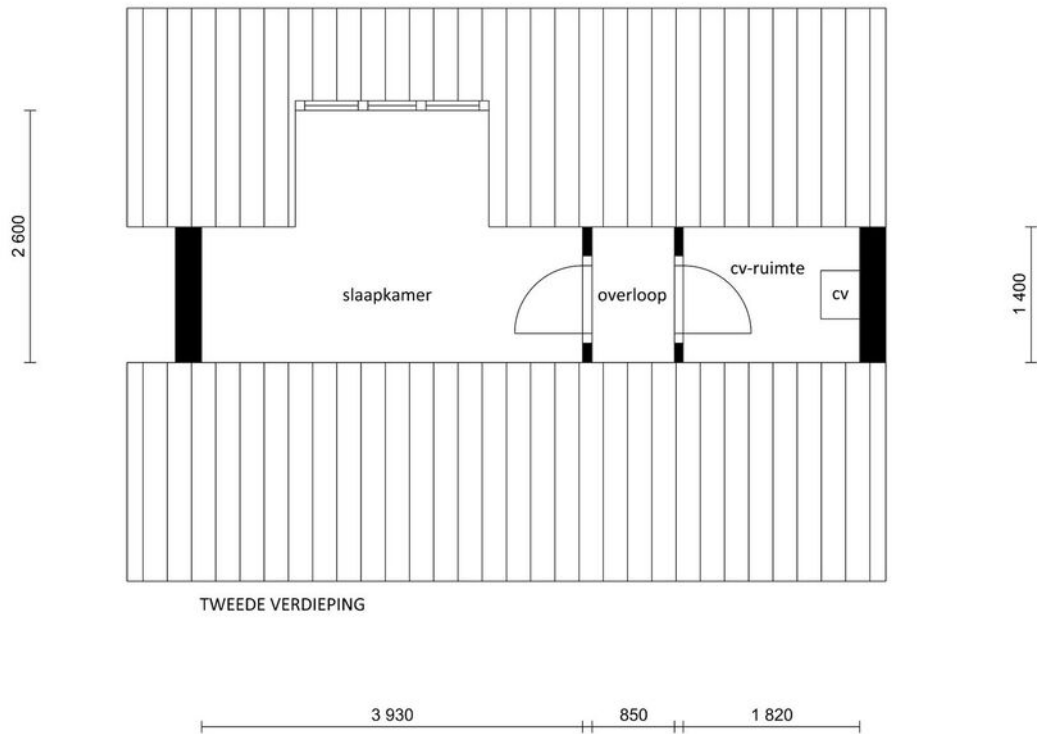 2 600
slaapkamer
overloop
cv-ruimte
cv
1 400
TWEEDE VERDIEPING
3 930
850
1 820